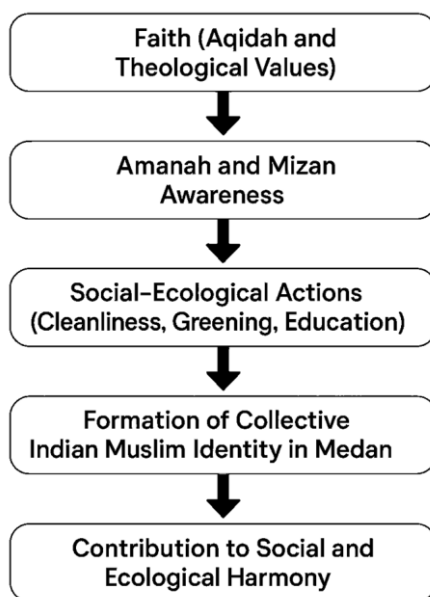 Faith (Aqidah and
Theological Values)
Amanah and Mizan
Awareness
Social-Ecological Actions
(Cleanliness, Greening, Education)
Formation of Collective
Indian Muslim Identity in Medan
Contribution to Social and
Ecological Harmony